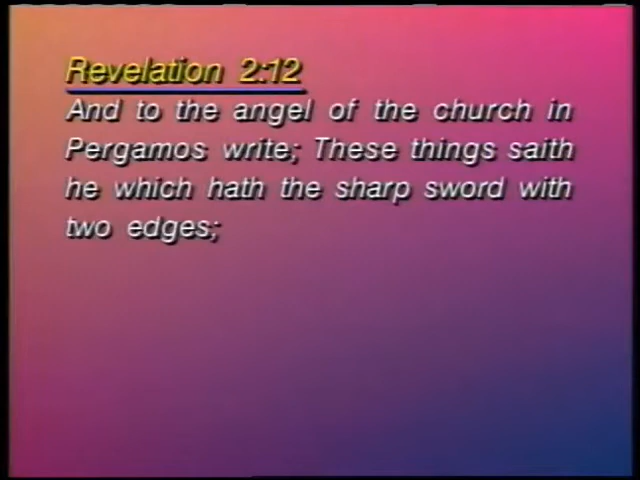 Revelation 2:12
And to the angel of the church in
Pergamos write; These things saith
he which hath the sharp sword with
two edges;